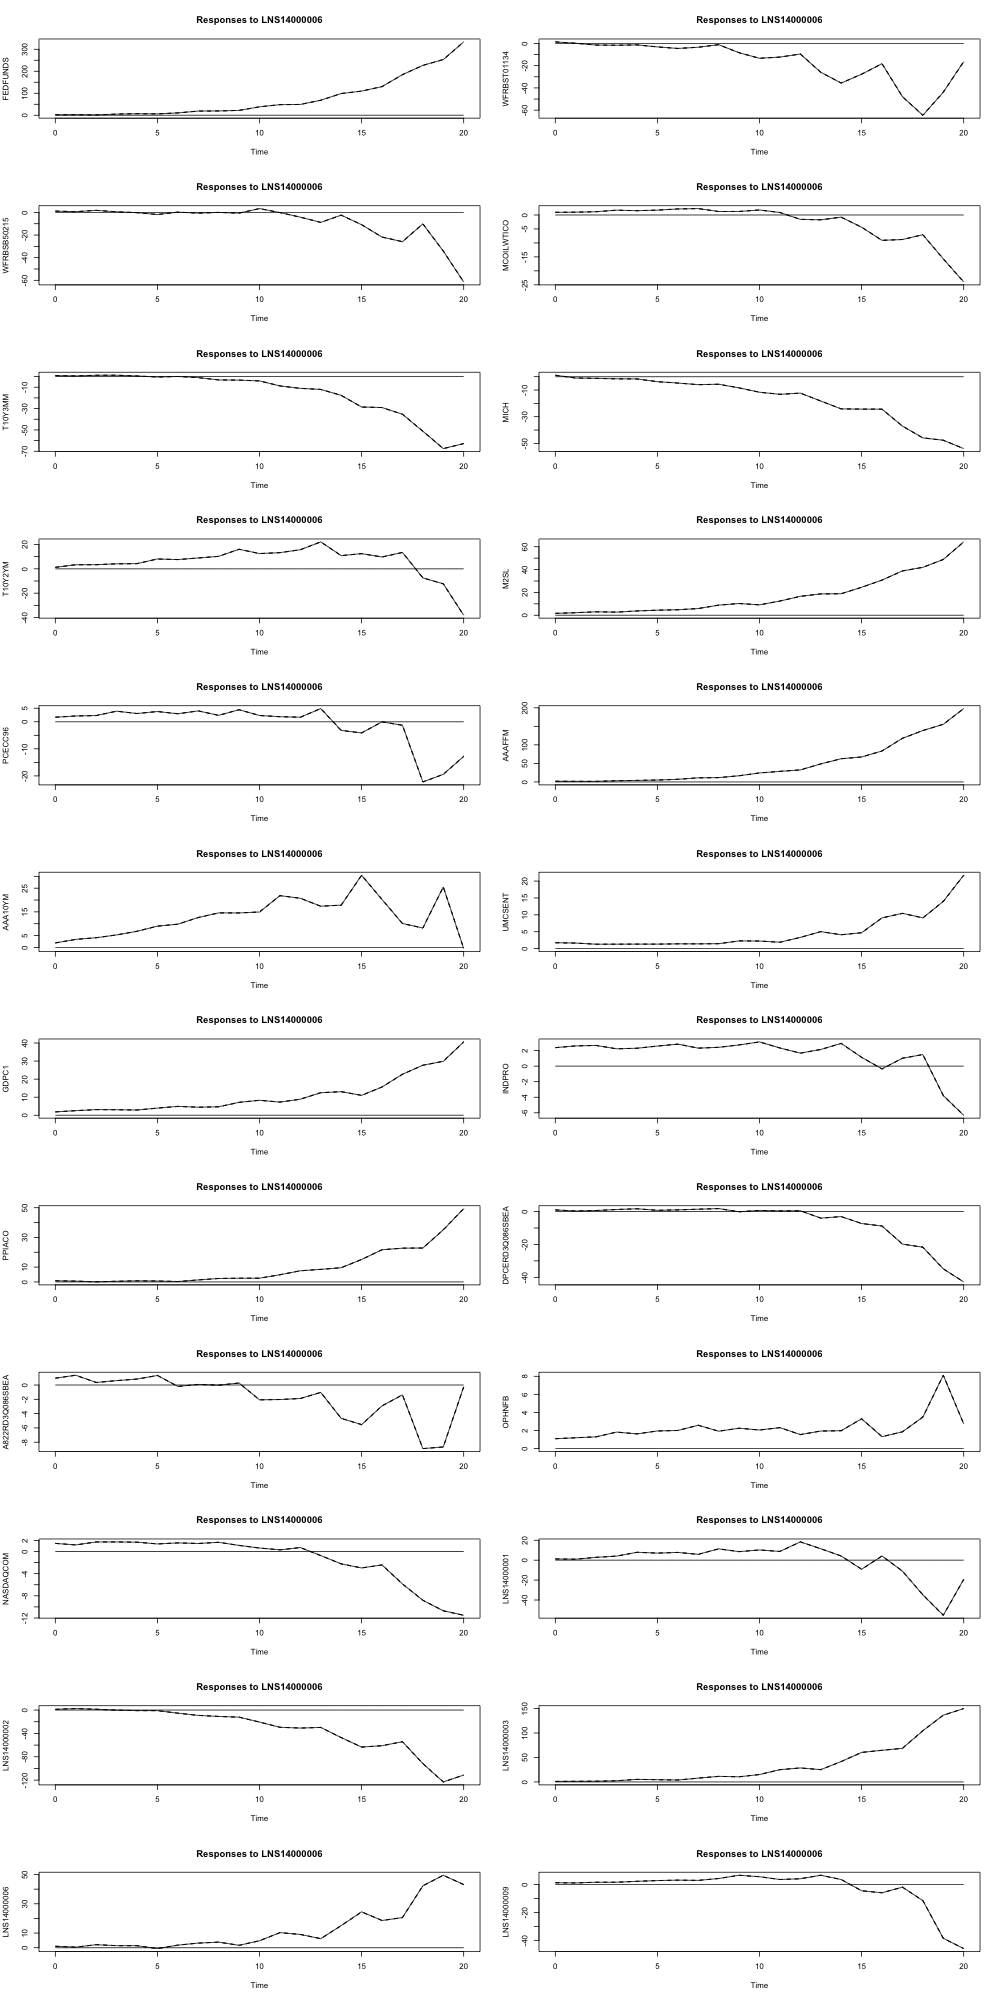 Responses to LNS14000006
FEDFUNDS
0 50 100 200 300
0 5 10 15 20
Time
Responses to LNS14000006
WFRBST01134
-60 -40 -20 0
0 5 10 15 20
Time
Responses to LNS14000006
WFRBSB50215
-60 -40 -20 0
0 5 10 15 20
Time
Responses to LNS14000006
MCOILWTICO
-25 -15 -5 0
0 5 10 15 20
Time
Responses to LNS14000006
T10Y3MM
-70 -50 -30 -10
0 5 10 15 20
Time
Responses to LNS14000006
MICH
-50 -30 -10
0 5 10 15 20
Time
Responses to LNS14000006
T10Y2YM
-40 -20 0 20
0 5 10 15 20
Time
Responses to LNS14000006
M2SL
0 20 40 60
0 5 10 15 20
Time
Responses to LNS14000006
PCECC96
-20 -10 0 5
0 5 10 15 20
Time
Responses to LNS14000006
AAAFFM
0 50 100 200
0 5 10 15 20
Time
Responses to LNS14000006
AAA10YM
0 5 15 25
0 5 10 15 20
Time
Responses to LNS14000006
UMCSENT
0 5 10 15 20
0 5 10 15 20
Time
Responses to LNS14000006
GDPC1
0 10 20 30 40
0 5 10 15 20
Time
Responses to LNS14000006
INDPRO
-6 -4 -2 0 2
0 5 10 15 20
Time
Responses to LNS14000006
PPIACO
0 10 30 50
0 5 10 15 20
Time
Responses to LNS14000006
DPCERD3Q086SBEA
-40 -20 0
0 5 10 15 20
Time
Responses to LNS14000006
A822RD3Q086SBEA
-8 -6 -4 -2 0
0 5 10 15 20
Time
Responses to LNS14000006
OPHNFB
0 2 4 6 8
0 5 10 15 20
Time
Responses to LNS14000006
NASDAQCOM
-12 -8 -4 0 2
0 5 10 15 20
Time
Responses to LNS14000006
LNS14000001
-40 -20 0 20
0 5 10 15 20
Time
Responses to LNS14000006
LNS14000002
-120 -80 -40 0
0 5 10 15 20
Time
Responses to LNS14000006
LNS14000003
0 50 100 150
0 5 10 15 20
Time
Responses to LNS14000006
LNS14000006
0 10 30 50
0 5 10 15 20
Time
Responses to LNS14000006
LNS14000009
-40 -20 0
0 5 10 15 20
Time